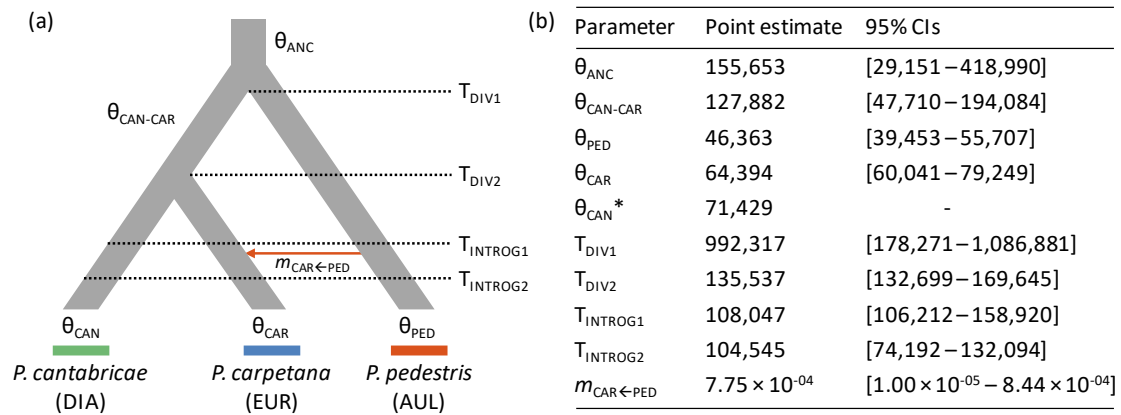 (a)
θANC
θCAN-CAR
TDIV1
TDIV2
TINTROG1
mCAR←PED
TINTROG2
θCAN θCAR θPED
P. cantabricae P. carpetana P. pedestris
(DIA) (EUR) (AUL)
(b)
Parameter Point estimate 95% CIs
θANC 155,653 [29,151–418,990]
θCAN-CAR 127,882 [47,710–194,084]
θPED 46,363 [39,453–55,707]
θCAR 64,394 [60,041–79,249]
θCAN* 71,429 -
TDIV1 992,317 [178,271–1,086,881]
TDIV2 135,537 [132,699–169,645]
TINTROG1 108,047 [106,212–158,920]
TINTROG2 104,545 [74,192–132,094]
mCAR←PED 7.75 × 10-04 [1.00 × 10-05 – 8.44 × 10-04]